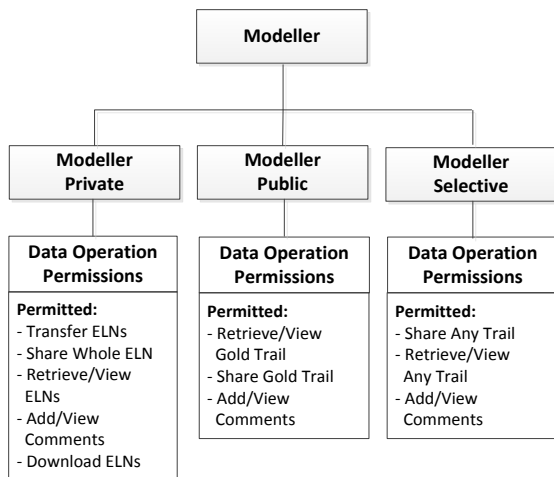 Modeller
Modeller
Private
Modeller
Public
Modeller
Selective
Data Operation
Permissions
Permitted:
- Transfer ELNs
- Share Whole ELN
- Retrieve/View
ELNs
- Add/View
Comments
- Download ELNs
Data Operation
Permissions
Permitted:
- Retrieve/View
Gold Trail
- Share Gold Trail
- Add/View
Comments
Data Operation
Permissions
Permitted:
- Share Any Trail
- Retrieve/View
Any Trail
- Add/View
Comments